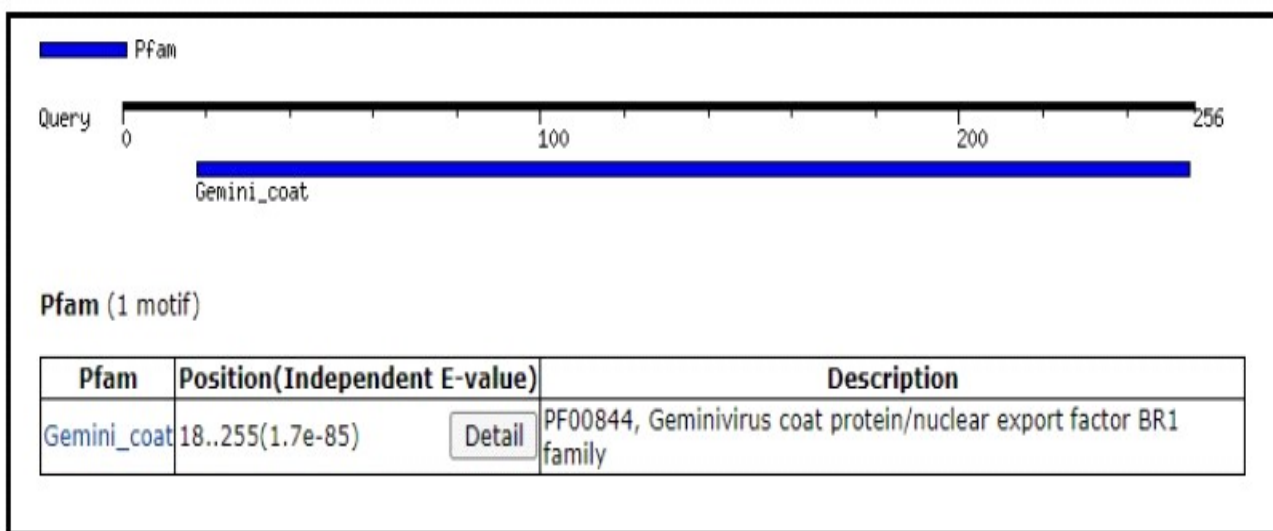 Pfam
Query
0
100
200
256
Gemini_coat
Pfam (1 motif)
Pfam Position(Independent E-value) Description
Gemini_coat 18..255(1.7e-85) Detail PF00844, Geminivirus coat protein/nuclear export factor BR1
family